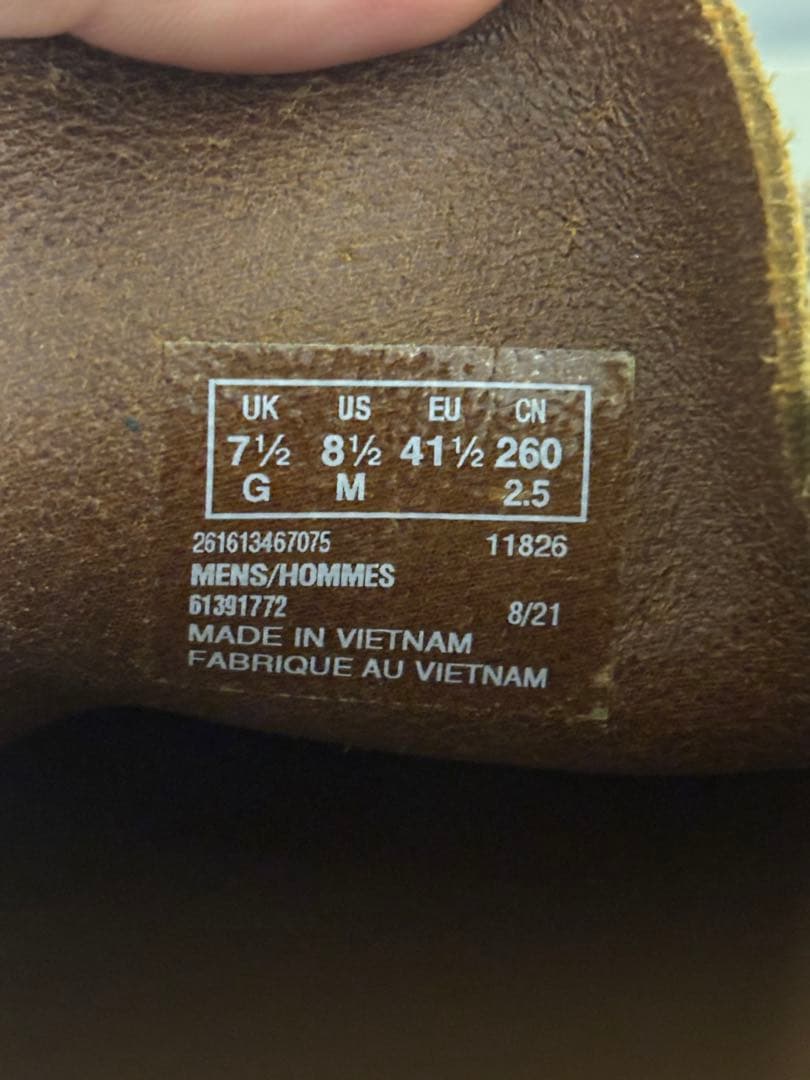 UK US EU CN
7½ 8½ 41½ 260
G M 2.5
261613467075 11826
MENS/HOMMES
61391772 8/21
MADE IN VIETNAM
FABRIQUE AU VIETNAM